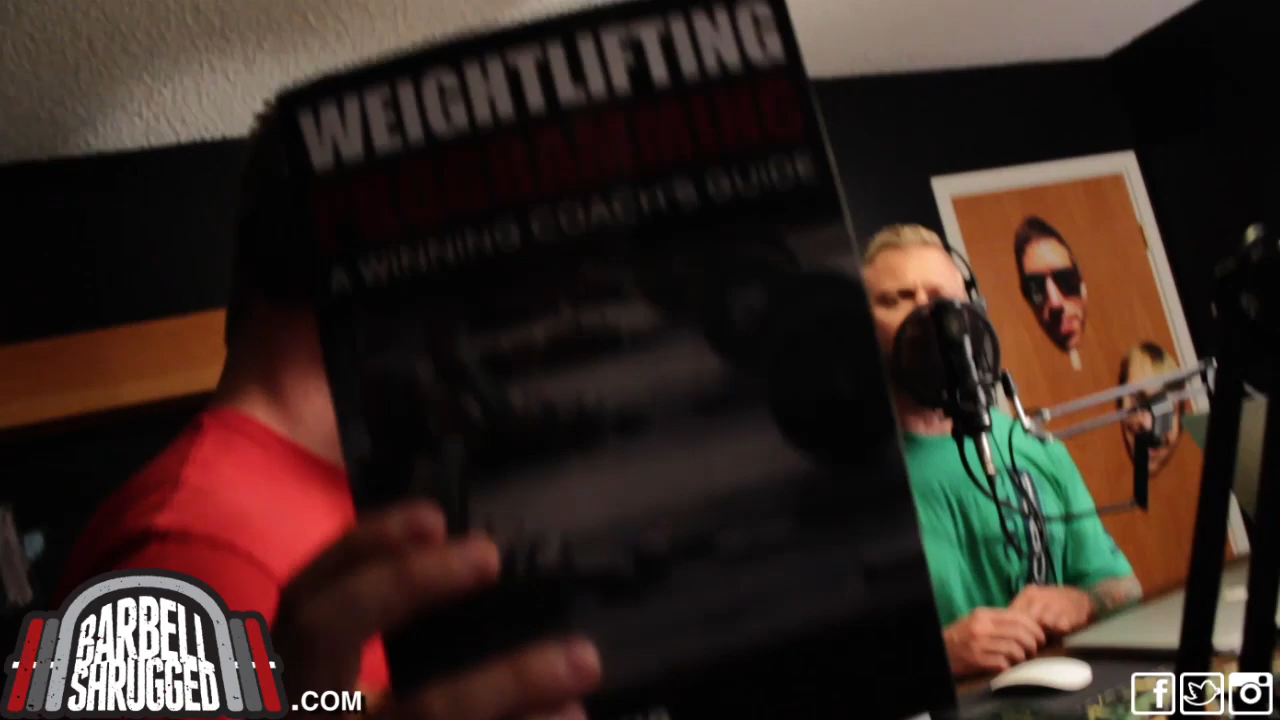 WEIGHTLIFTING
PROGRAMMING
A WINNING COACH'S GUIDE
BARBELL
SHRUGGED
.COM